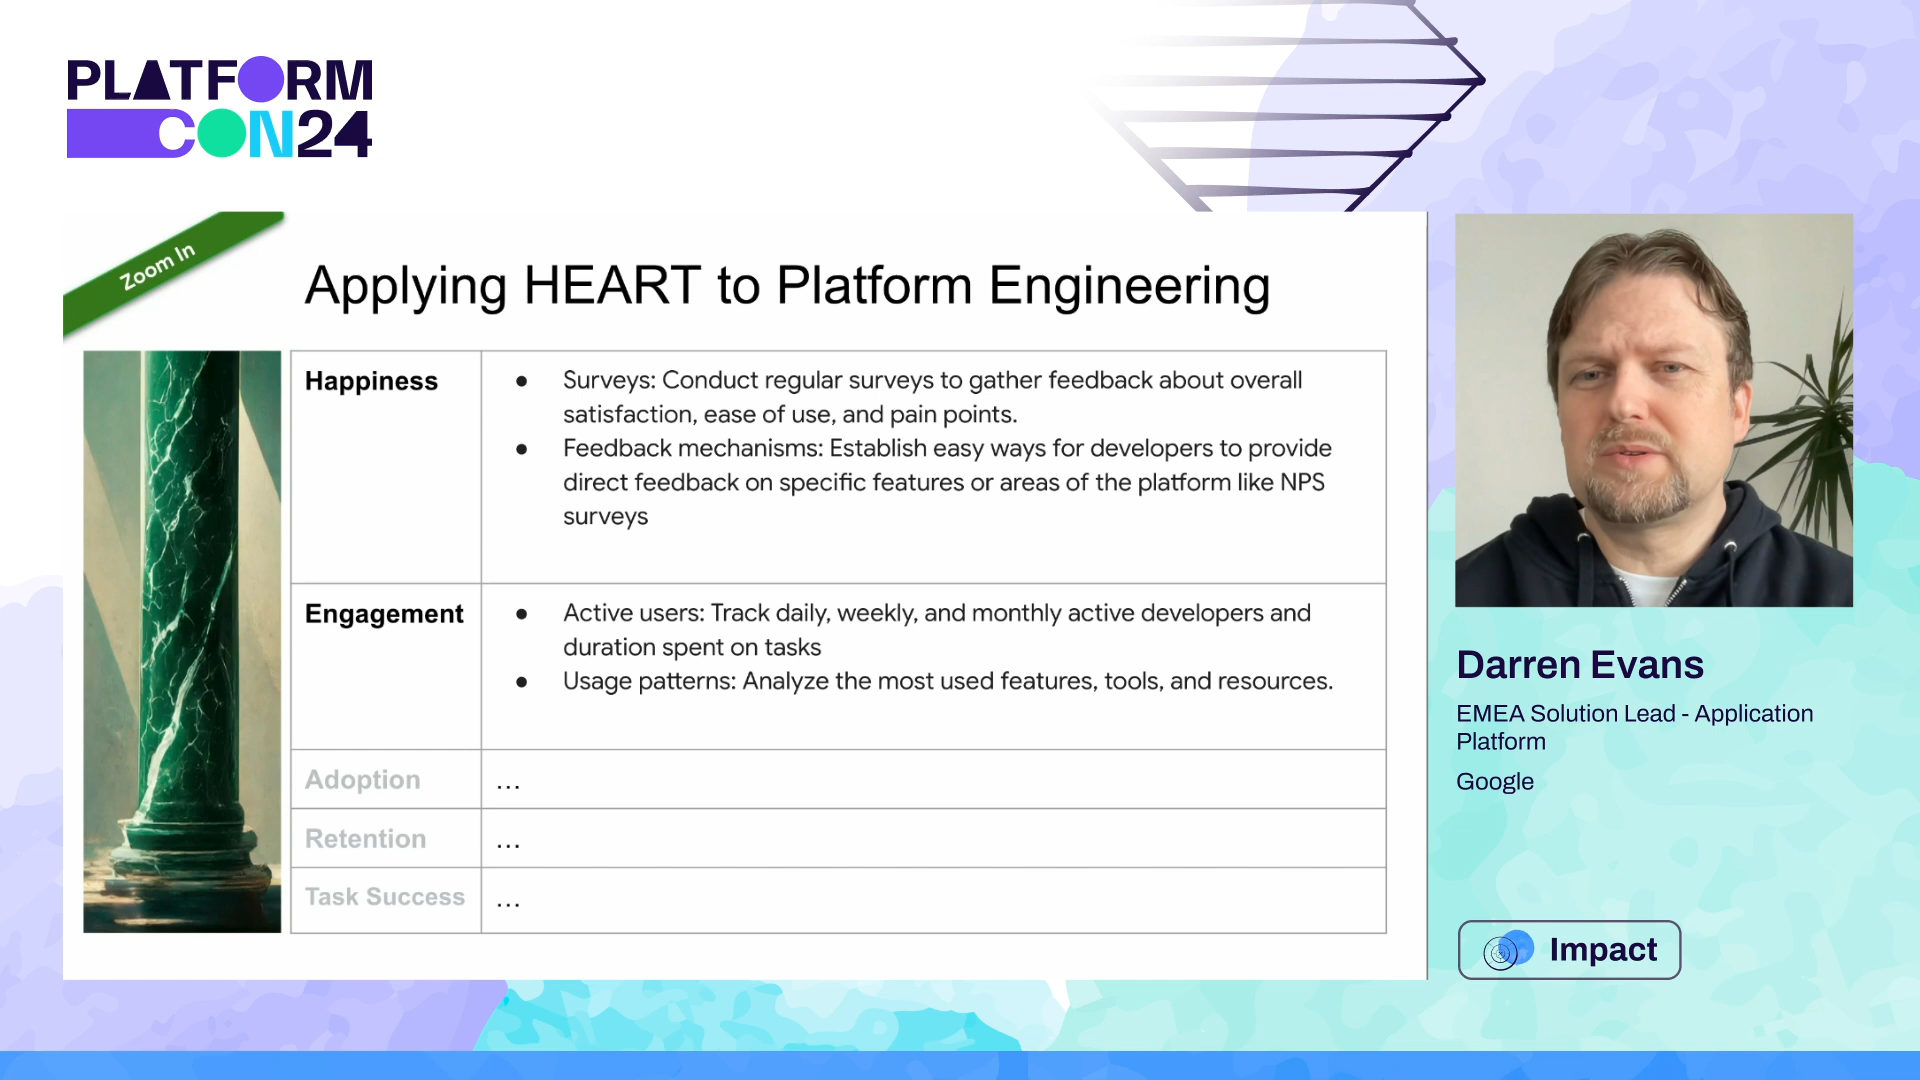 PLATFORM
CON24
Zoom In
Applying HEART to Platform Engineering
Happiness
● Surveys: Conduct regular surveys to gather feedback about overall
satisfaction, ease of use, and pain points.
● Feedback mechanisms: Establish easy ways for developers to provide
direct feedback on specific features or areas of the platform like NPS
surveys
Engagement
● Active users: Track daily, weekly, and monthly active developers and
duration spent on tasks
● Usage patterns: Analyze the most used features, tools, and resources.
Adoption
...
Retention
...
Task Success
...
Darren Evans
EMEA Solution Lead - Application
Platform
Google
Impact